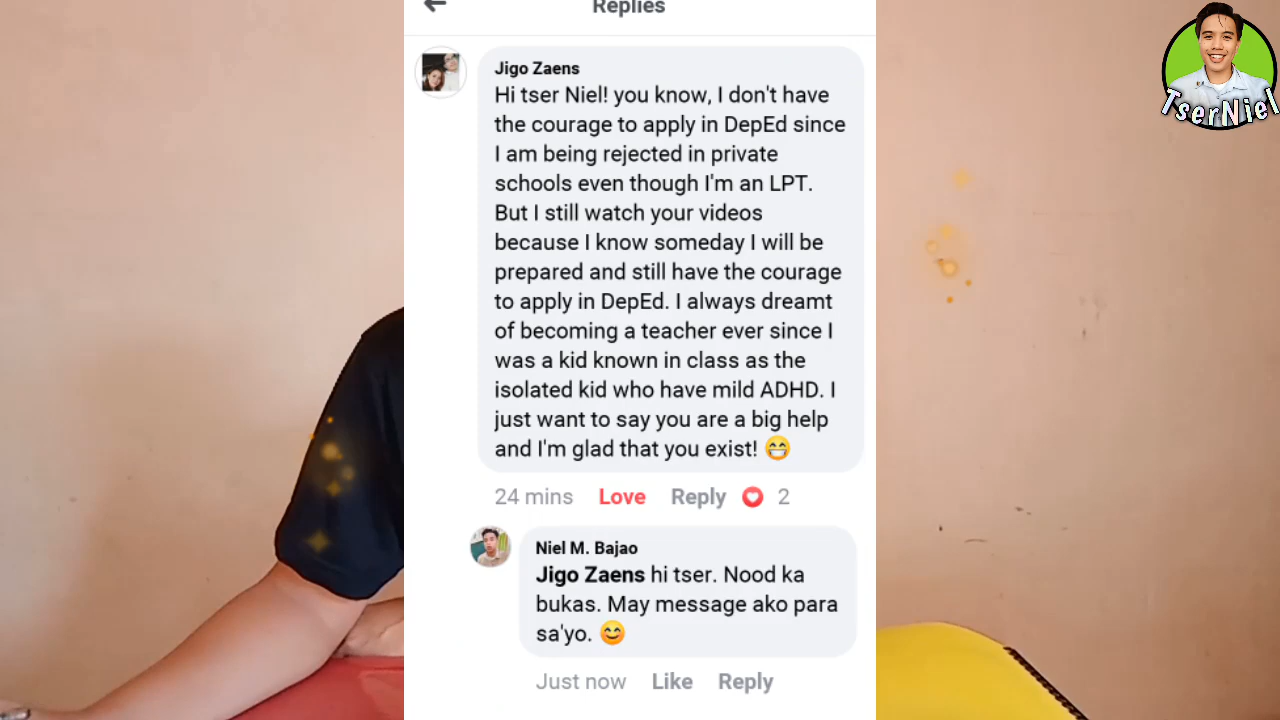 Replies
Jigo Zaens
Hi tser Niel! you know, I don't have
the courage to apply in DepEd since
I am being rejected in private
schools even though I'm an LPT.
But I still watch your videos
because I know someday I will be
prepared and still have the courage
to apply in DepEd. I always dreamt
of becoming a teacher ever since I
was a kid known in class as the
isolated kid who have mild ADHD. I
just want to say you are a big help
and I'm glad that you exist! 😁
24 mins Love Reply 2
Niel M. Bajao
Jigo Zaens hi tser. Nood ka
bukas. May message ako para
sa'yo. 😊
Just now Like Reply
TserNiel